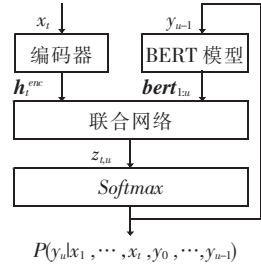 x_t y_{u-1}
编码器 BERT 模型
h_t^{enc} bert_{1:u}
联合网络
z_{t,u}
Softmax
P(y_u|x_1,…,x_t,y_0,…,y_{u-1})